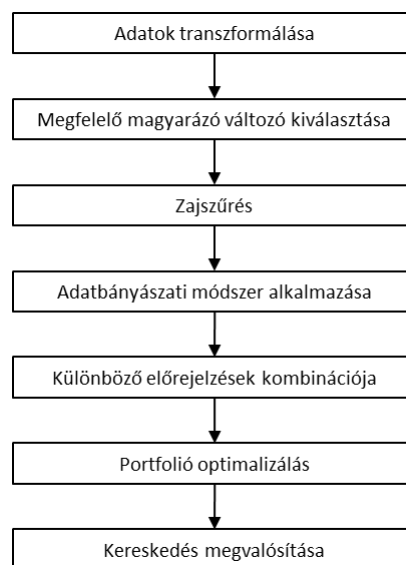 Adatok transzformálása
Megfelelő magyarázó változó kiválasztása
Zajszűrés
Adatbányászati módszer alkalmazása
Különböző előrejelzések kombinációja
Portfolió optimalizálás
Kereskedés megvalósítása